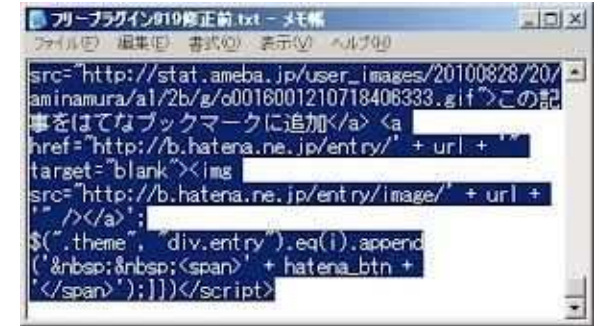 フリープラグイン919修正前.txt - メモ帳
ファイル(F) 編集(E) 書式(O) 表示(V) ヘルプ(H)
src="http://stat.ameba.jp/user_images/20100828/20/
aminamura/a1/2b/g/o0016001210718406333.gif">この記
事をはてなブックマークに追加</a> <a
href="http://b.hatena.ne.jp/entry/' + url + '"
target="blank"><img
src="http://b.hatena.ne.jp/entry/image/' + url +
'" /></a>';
$(".theme", "div.entry").eq(i).append
('&nbsp;&nbsp;<span>' + hatena_btn +
'</span>');]])</script>